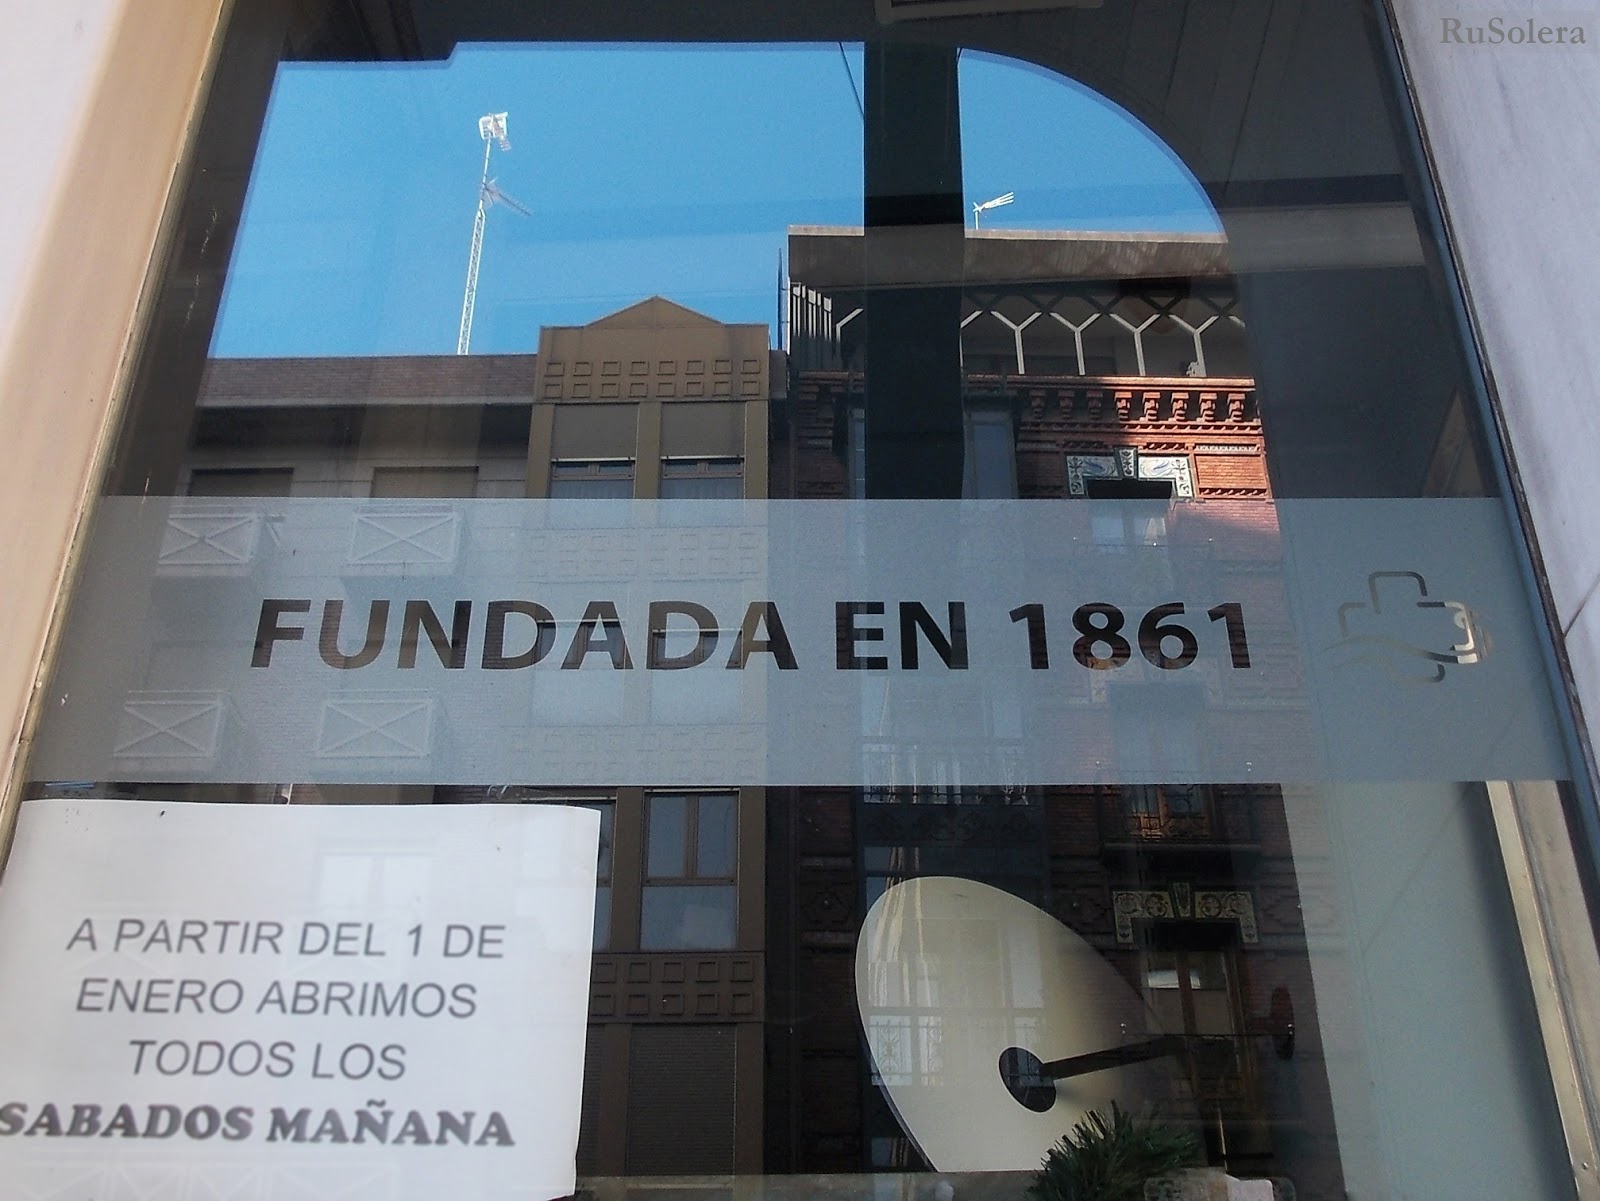 RuSolera
FUNDADA EN 1861
A PARTIR DEL 1 DE
ENERO ABRIMOS
TODOS LOS
SABADOS MAÑANA